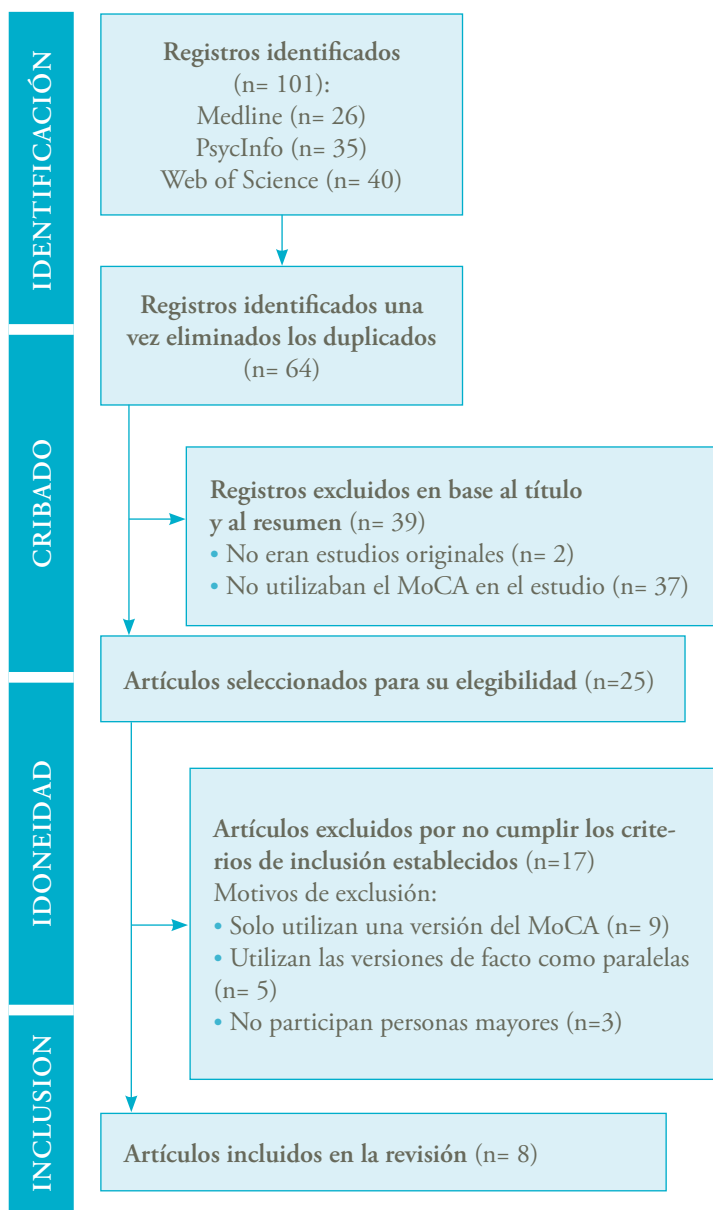 IDENTIFICACIÓN
Registros identificados
(n= 101):
Medline (n= 26)
PsycInfo (n= 35)
Web of Science (n= 40)
Registros identificados una
vez eliminados los duplicados
(n= 64)
CRIBADO
Registros excluidos en base al título
y al resumen (n= 39)
• No eran estudios originales (n= 2)
• No utilizaban el MoCA en el estudio (n= 37)
Artículos seleccionados para su elegibilidad (n=25)
IDONEIDAD
Artículos excluidos por no cumplir los crite-
rios de inclusión establecidos (n=17)
Motivos de exclusión:
• Solo utilizan una versión del MoCA (n= 9)
• Utilizan las versiones de facto como paralelas
(n= 5)
• No participan personas mayores (n=3)
INCLUSION
Artículos incluidos en la revisión (n= 8)